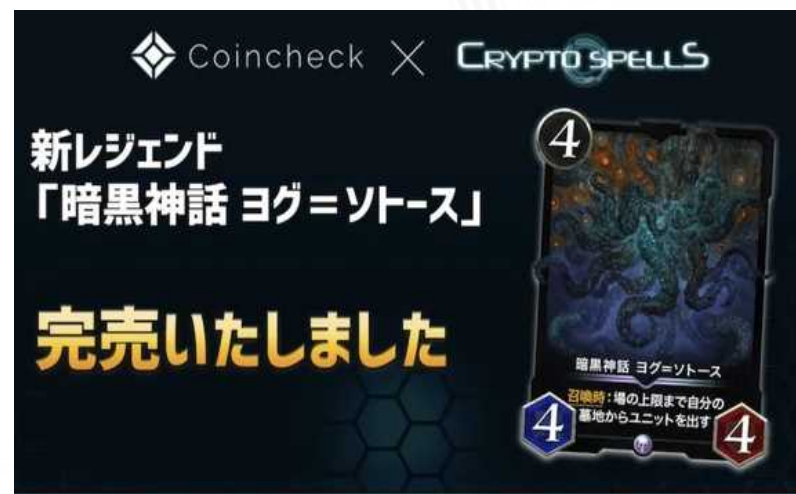 Coincheck × CRYPTO SPELLS
新レジェンド
「暗黒神話 ヨグ=ソトース」
完売いたしました
4
暗黒神話 ヨグ=ソトース
召喚時:場の上限まで自分の
墓地からユニットを出す
4 4